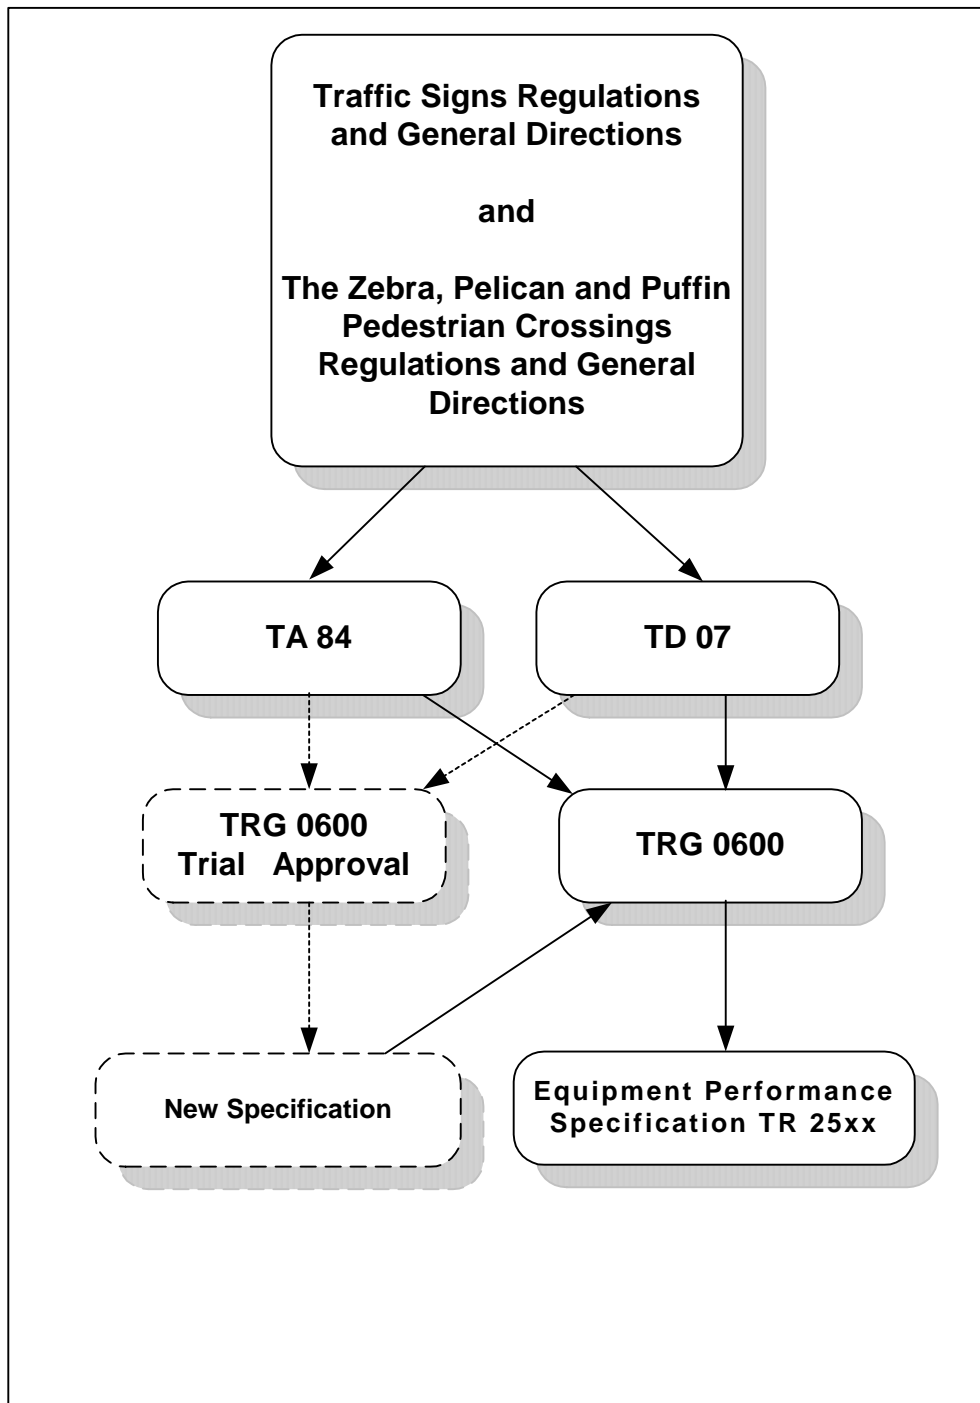 Traffic Signs Regulations
and General Directions
and
The Zebra, Pelican and Puffin
Pedestrian Crossings
Regulations and General
Directions
TA 84
TD 07
TRG 0600
Trial Approval
TRG 0600
New Specification
Equipment Performance
Specification TR 25xx